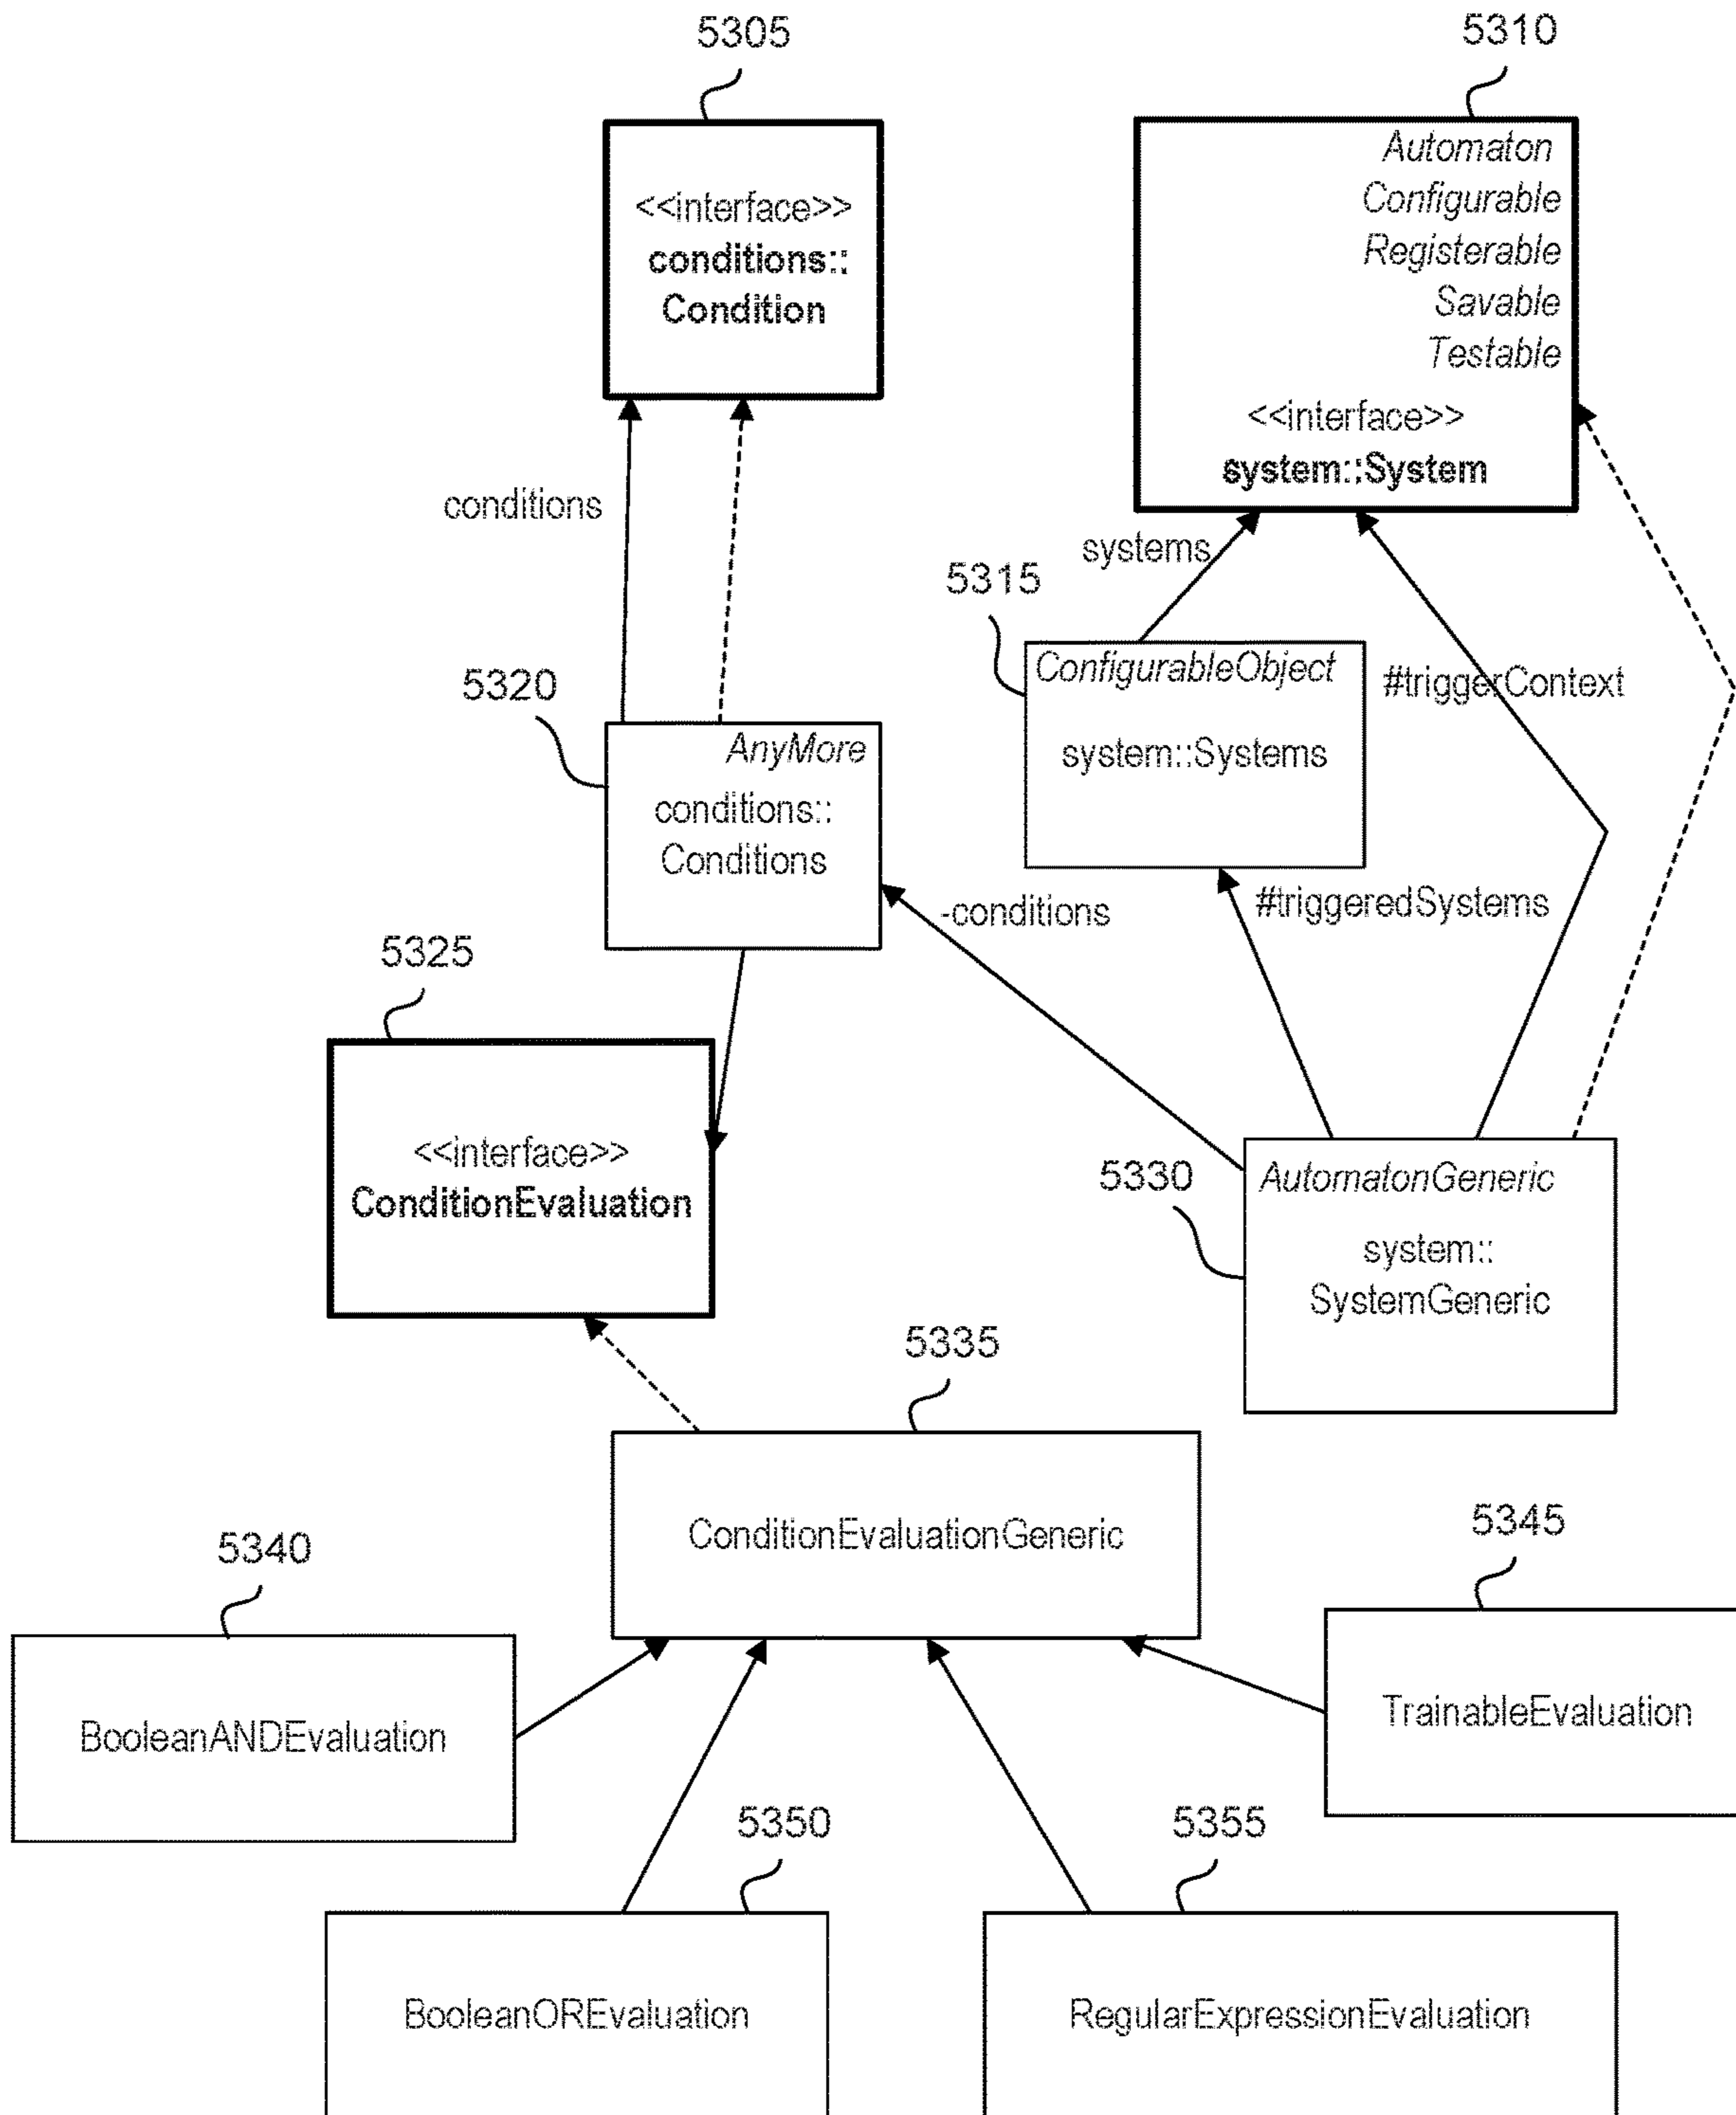 5305
5310
<<interface>>
conditions::
Condition
Automaton
Configurable
Registerable
Savable
Testable
<<interface>>
system::System
conditions
systems
5315
5320
ConfigurableObject
system::Systems
#triggerContext
AnyMore
conditions::
Conditions
-conditions
#triggeredSystems
5325
<<interface>>
ConditionEvaluation
5330
AutomatonGeneric
system::
SystemGeneric
5335
ConditionEvaluationGeneric
5340
5345
BooleanANDEvaluation
TrainableEvaluation
5350
5355
BooleanOREvaluation
RegularExpressionEvaluation